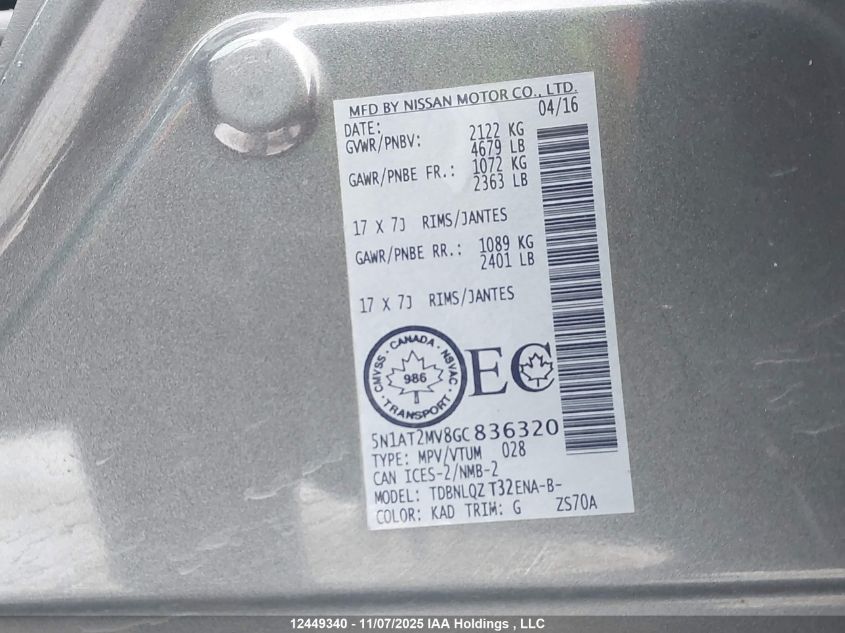 MFD BY NISSAN MOTOR CO., LTD.
DATE: 04/16
GVWR/PNBV: 2122 KG
4679 LB
GAWR/PNBE FR.: 1072 KG
2363 LB
17 X 7J RIMS/JANTES
GAWR/PNBE RR.: 1089 KG
2401 LB
17 X 7J RIMS/JANTES
CMVSS · CANADA · NSVAC · TRANSPORT ·
986
EC
5N1AT2MV8GC836320
TYPE: MPV/VTUM 028
CAN ICES-2/NMB-2
MODEL: TDBNLQZ T32ENA-B-
COLOR: KAD TRIM: G ZS70A
12449340 - 11/07/2025 IAA Holdings , LLC